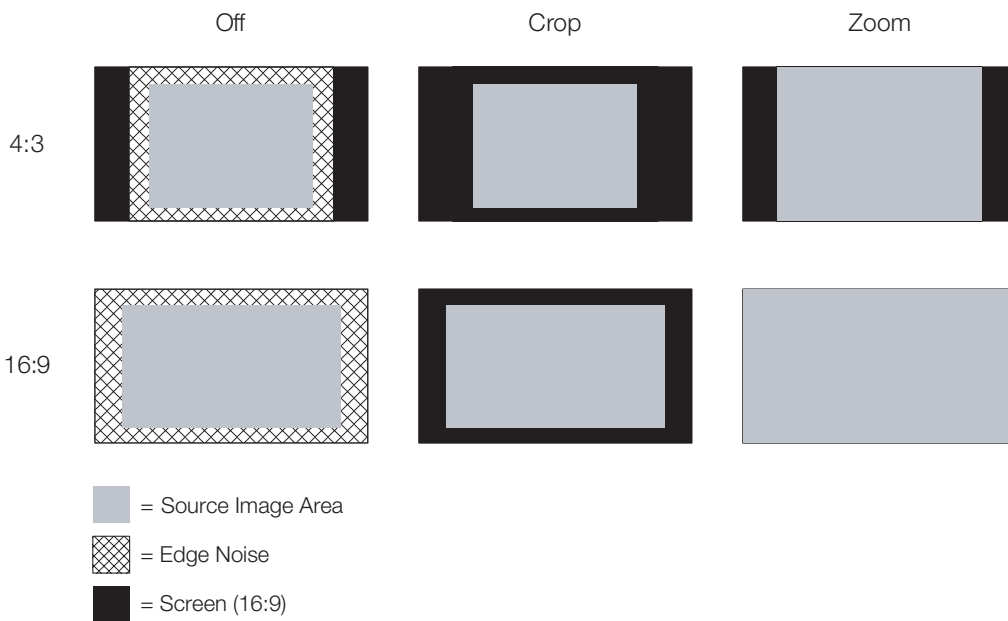 Off Crop Zoom
4:3
16:9
= Source Image Area
= Edge Noise
= Screen (16:9)